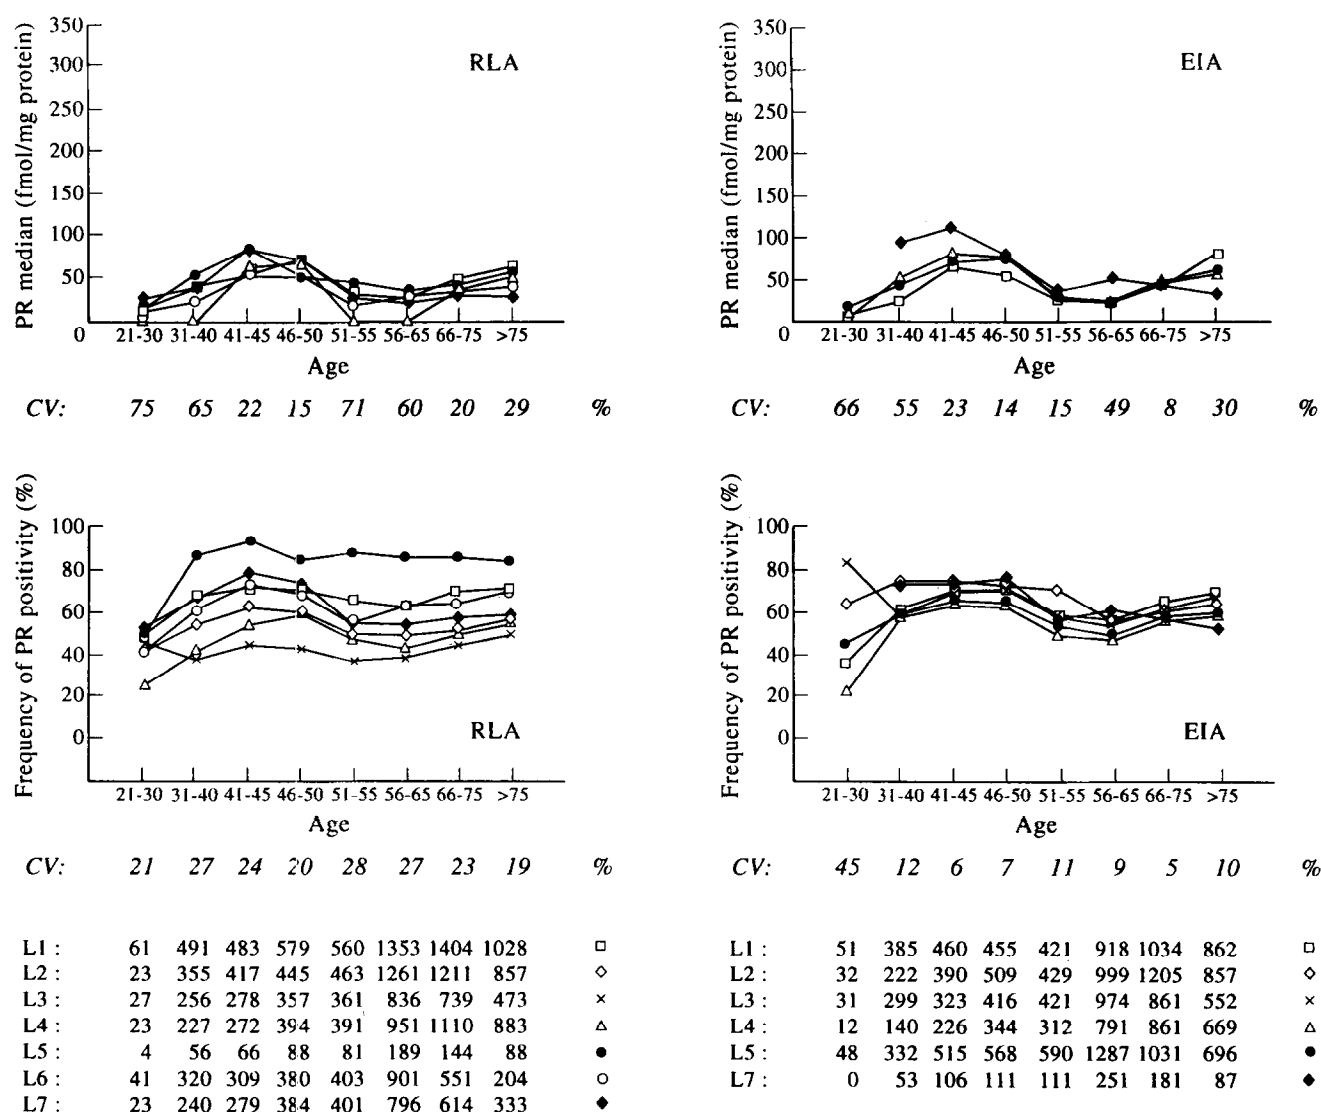 PR median (fmol/mg protein)
350
300
250
200
150
100
50
0
RLA
21-30 31-40 41-45 46-50 51-55 56-65 66-75 >75
Age
CV: 75 65 22 15 71 60 20 29 %
PR median (fmol/mg protein)
350
300
250
200
150
100
50
0
EIA
21-30 31-40 41-45 46-50 51-55 56-65 66-75 >75
Age
CV: 66 55 23 14 15 49 8 30 %
Frequency of PR positivity (%)
100
80
60
40
20
0
RLA
21-30 31-40 41-45 46-50 51-55 56-65 66-75 >75
Age
CV: 21 27 24 20 28 27 23 19 %
L1 : 61 491 483 579 560 1353 1404 1028
L2 : 23 355 417 445 463 1261 1211 857
L3 : 27 256 278 357 361 836 739 473
L4 : 23 227 272 394 391 951 1110 883
L5 : 4 56 66 88 81 189 144 88
L6 : 41 320 309 380 403 901 551 204
L7 : 23 240 279 384 401 796 614 333
Frequency of PR positivity (%)
100
80
60
40
20
0
EIA
21-30 31-40 41-45 46-50 51-55 56-65 66-75 >75
Age
CV: 45 12 6 7 11 9 5 10 %
L1 : 51 385 460 455 421 918 1034 862
L2 : 32 222 390 509 429 999 1205 857
L3 : 31 299 323 416 421 974 861 552
L4 : 12 140 226 344 312 791 861 669
L5 : 48 332 515 568 590 1287 1031 696
L7 : 0 53 106 111 111 251 181 87